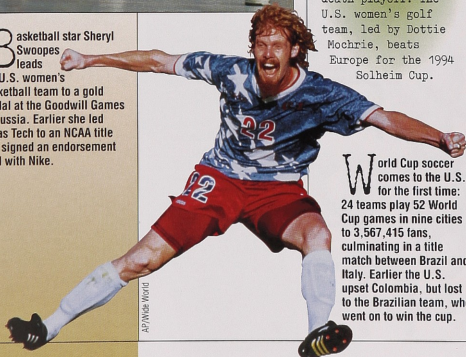 Basketball star Sheryl
Swoopes
leads
U.S. women's
ketball team to a gold
dal at the Goodwill Games
ussia. Earlier she led
as Tech to an NCAA title
signed an endorsement
l with Nike.
death playoff. The
U.S. women's golf
team, led by Dottie
Mochrie, beats
Europe for the 1994
Solheim Cup.
22
22
AP/Wide World
World Cup soccer
comes to the U.S.
for the first time:
24 teams play 52 World
Cup games in nine cities
to 3,567,415 fans,
culminating in a title
match between Brazil and
Italy. Earlier the U.S.
upset Colombia, but lost
to the Brazilian team, wh
went on to win the cup.